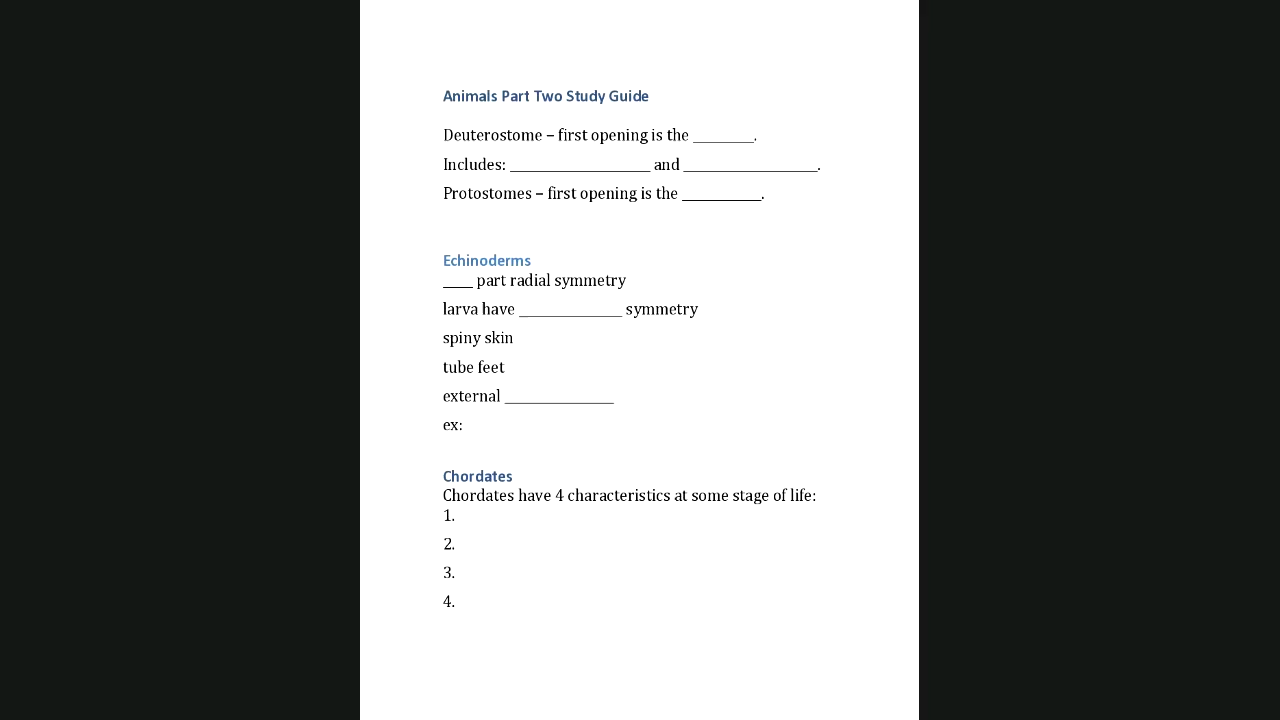 Animals Part Two Study Guide
Deuterostome – first opening is the ________.
Includes: __________________ and _________________.
Protostomes – first opening is the __________.
Echinoderms
____ part radial symmetry
larva have _____________ symmetry
spiny skin
tube feet
external ______________
ex:
Chordates
Chordates have 4 characteristics at some stage of life:
1.
2.
3.
4.